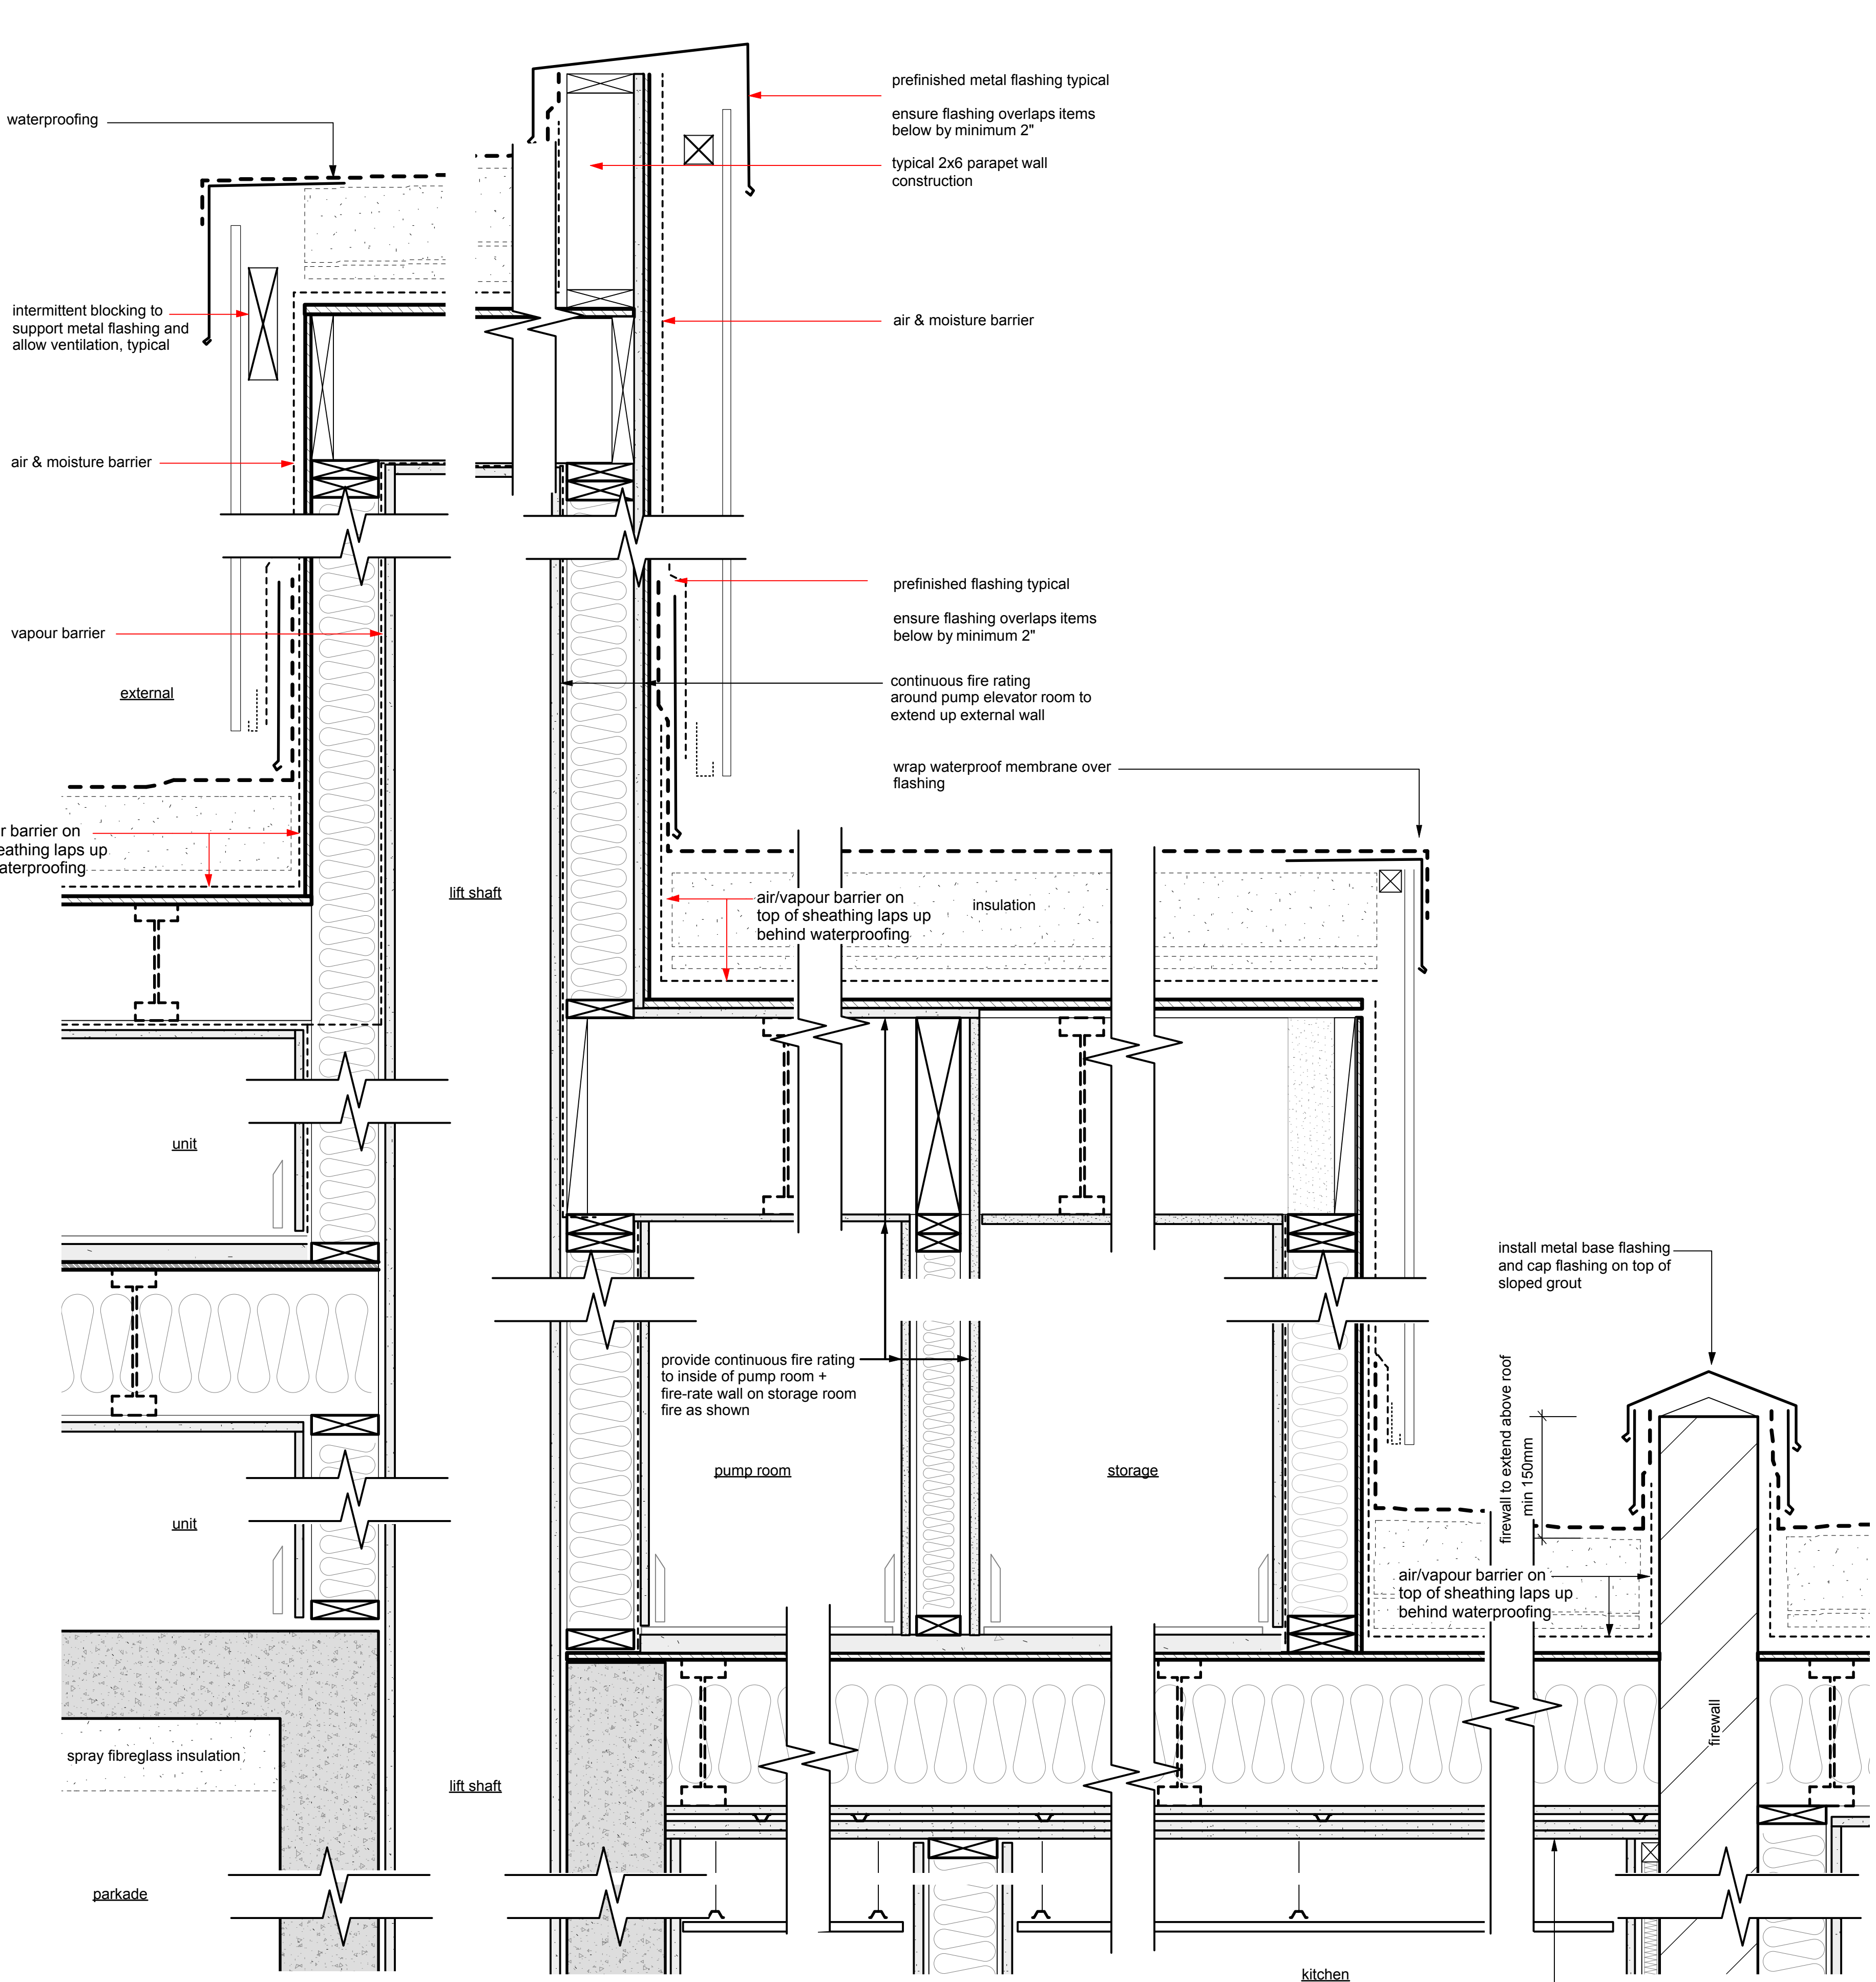 prefinished metal flashing typical
ensure flashing overlaps items
below by minimum 2"
typical 2x6 parapet wall
construction
waterproofing
intermittent blocking to
support metal flashing and
allow ventilation, typical
air & moisture barrier
air & moisture barrier
prefinished flashing typical
ensure flashing overlaps items
below by minimum 2"
vapour barrier
external
continuous fire rating
around pump elevator room to
extend up external wall
wrap waterproof membrane over
flashing
r barrier on
eathing laps up
aterproofing
lift shaft
air/vapour barrier on
top of sheathing laps up
behind waterproofing
insulation
unit
install metal base flashing
and cap flashing on top of
sloped grout
provide continuous fire rating
to inside of pump room +
fire-rate wall on storage room
fire as shown
firewall to extend above roof
min 150mm
pump room
storage
unit
air/vapour barrier on
top of sheathing laps up
behind waterproofing
firewall
spray fibreglass insulation
lift shaft
parkade
kitchen